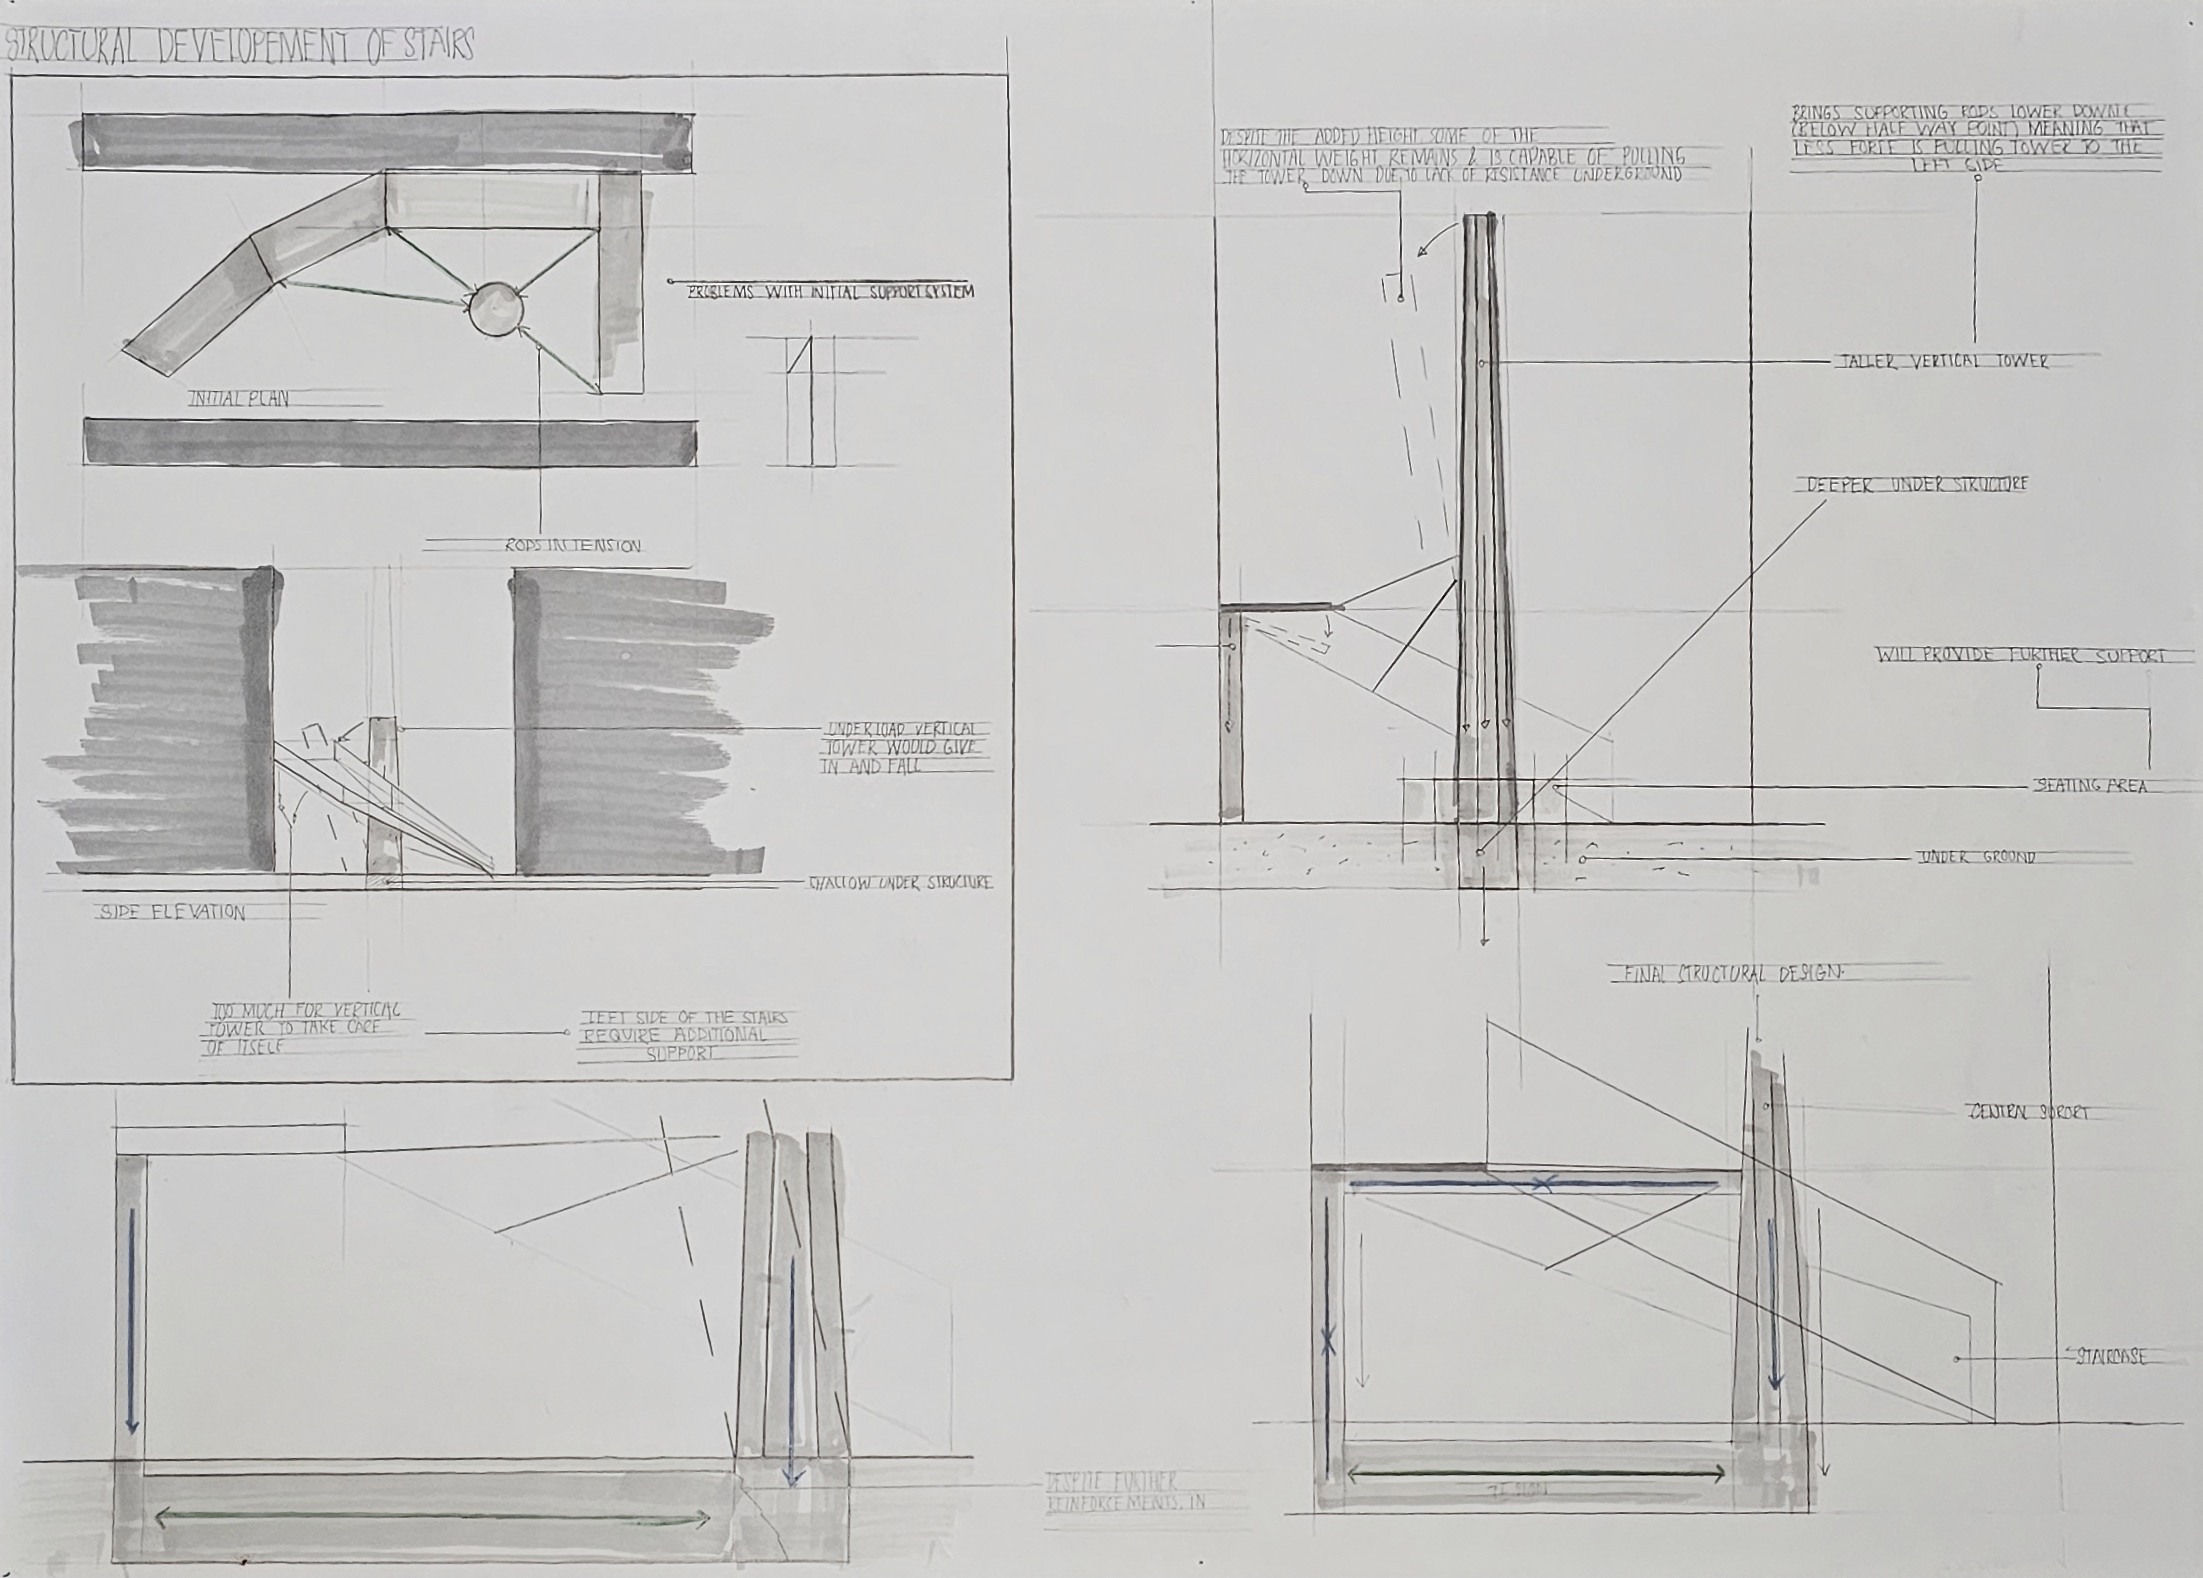 STRUCTURAL DEVELOPEMENT OF STAIRS
INITIAL PLAN
PROBLEMS WITH INITIAL SUPPORT SYSTEM
RODS IN TENSION
UNDER LOAD VERTICAL
TOWER WOULD GIVE
IN AND FALL
SHALLOW UNDER STRUCTURE
SIDE ELEVATION
TOO MUCH FOR VERTICAL
TOWER TO TAKE CARE
OF ITSELF
LEFT SIDE OF THE STAIRS
REQUIRE ADDITIONAL
SUPPORT
DESPITE THE ADDED HEIGHT SOME OF THE
HORIZONTAL WEIGHT REMAINS & IS CAPABLE OF PULLING
THE TOWER DOWN DUE TO LACK OF RESISTANCE UNDERGROUND
BRINGS SUPPORTING RODS LOWER DOWN
(BELOW HALF WAY POINT) MEANING THAT
LESS FORCE IS PULLING TOWER TO THE
LEFT SIDE
TALLER VERTICAL TOWER
DEEPER UNDER STRUCTURE
WILL PROVIDE FURTHER SUPPORT
SEATING AREA
UNDER GROUND
FINAL STRUCTURAL DESIGN
CENTRAL SUPORT
STAIRCASE
DESPITE FURTHER
REINFORCEMENTS, IN